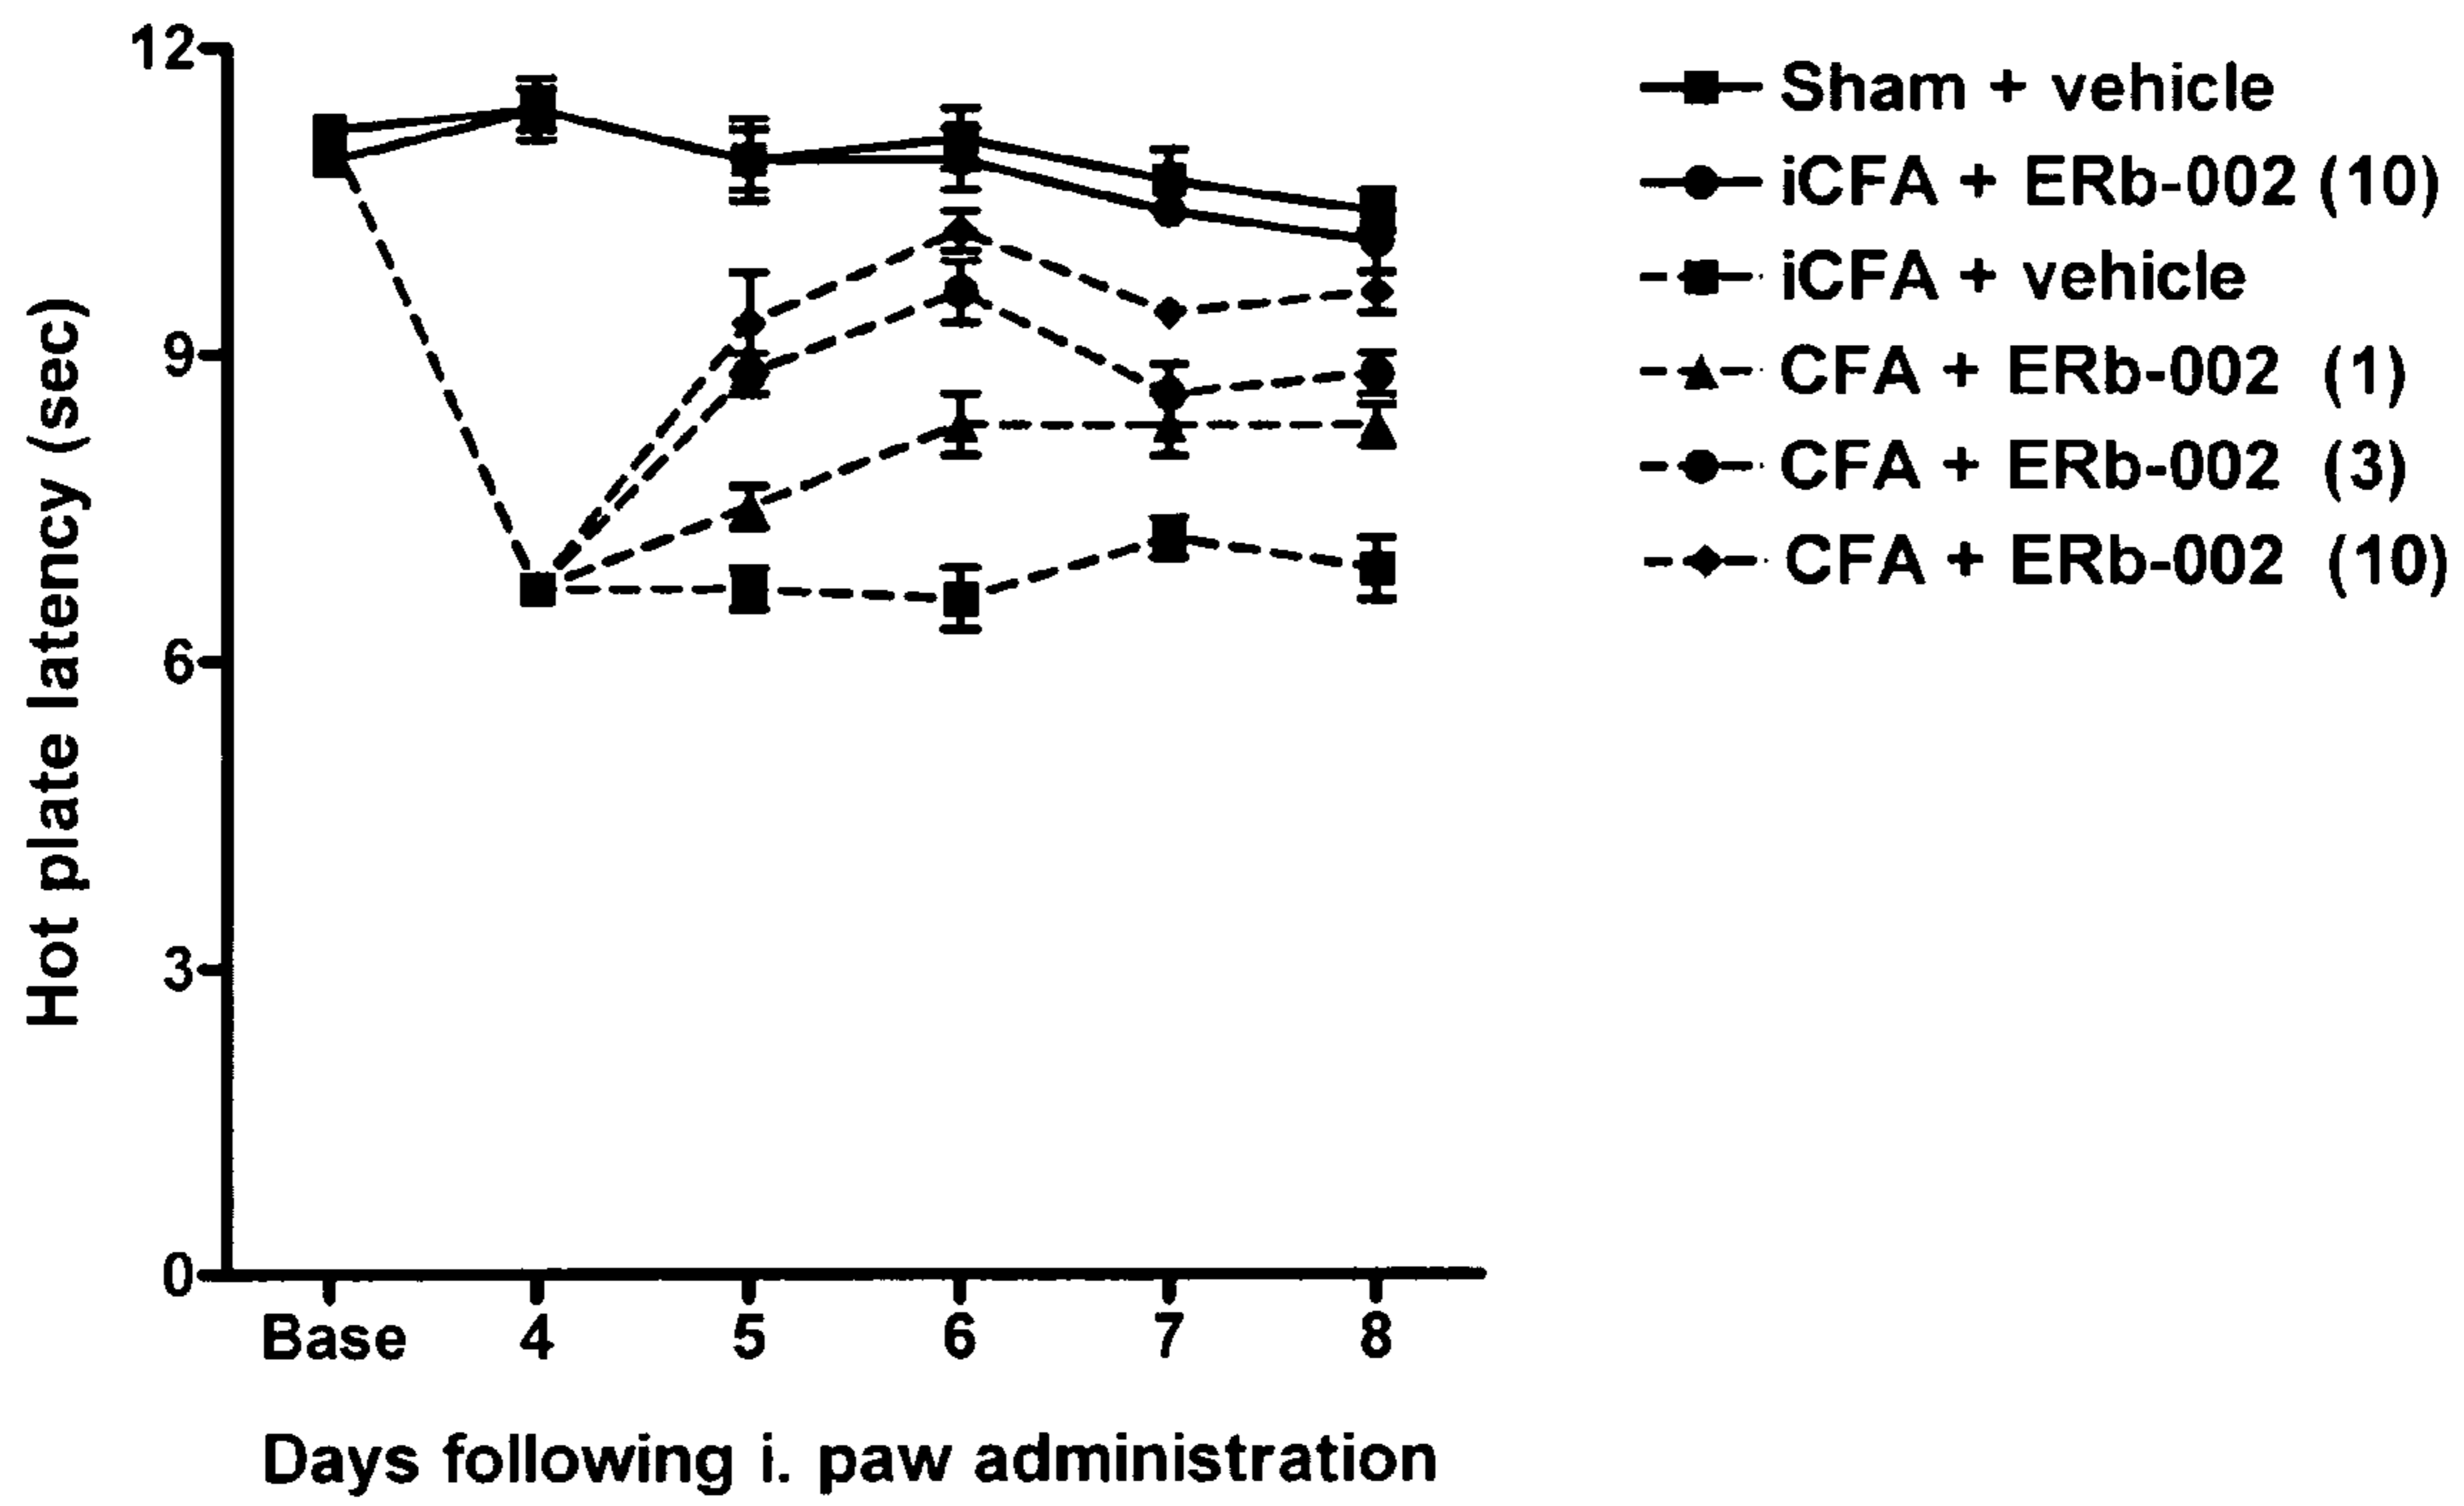 12
9
6
3
0
Hot plate latency (sec)
Base 4 5 6 7 8
Days following i. paw administration
Sham + vehicle
iCFA + ERb-002 (10)
iCFA + vehicle
CFA + ERb-002 (1)
CFA + ERb-002 (3)
CFA + ERb-002 (10)